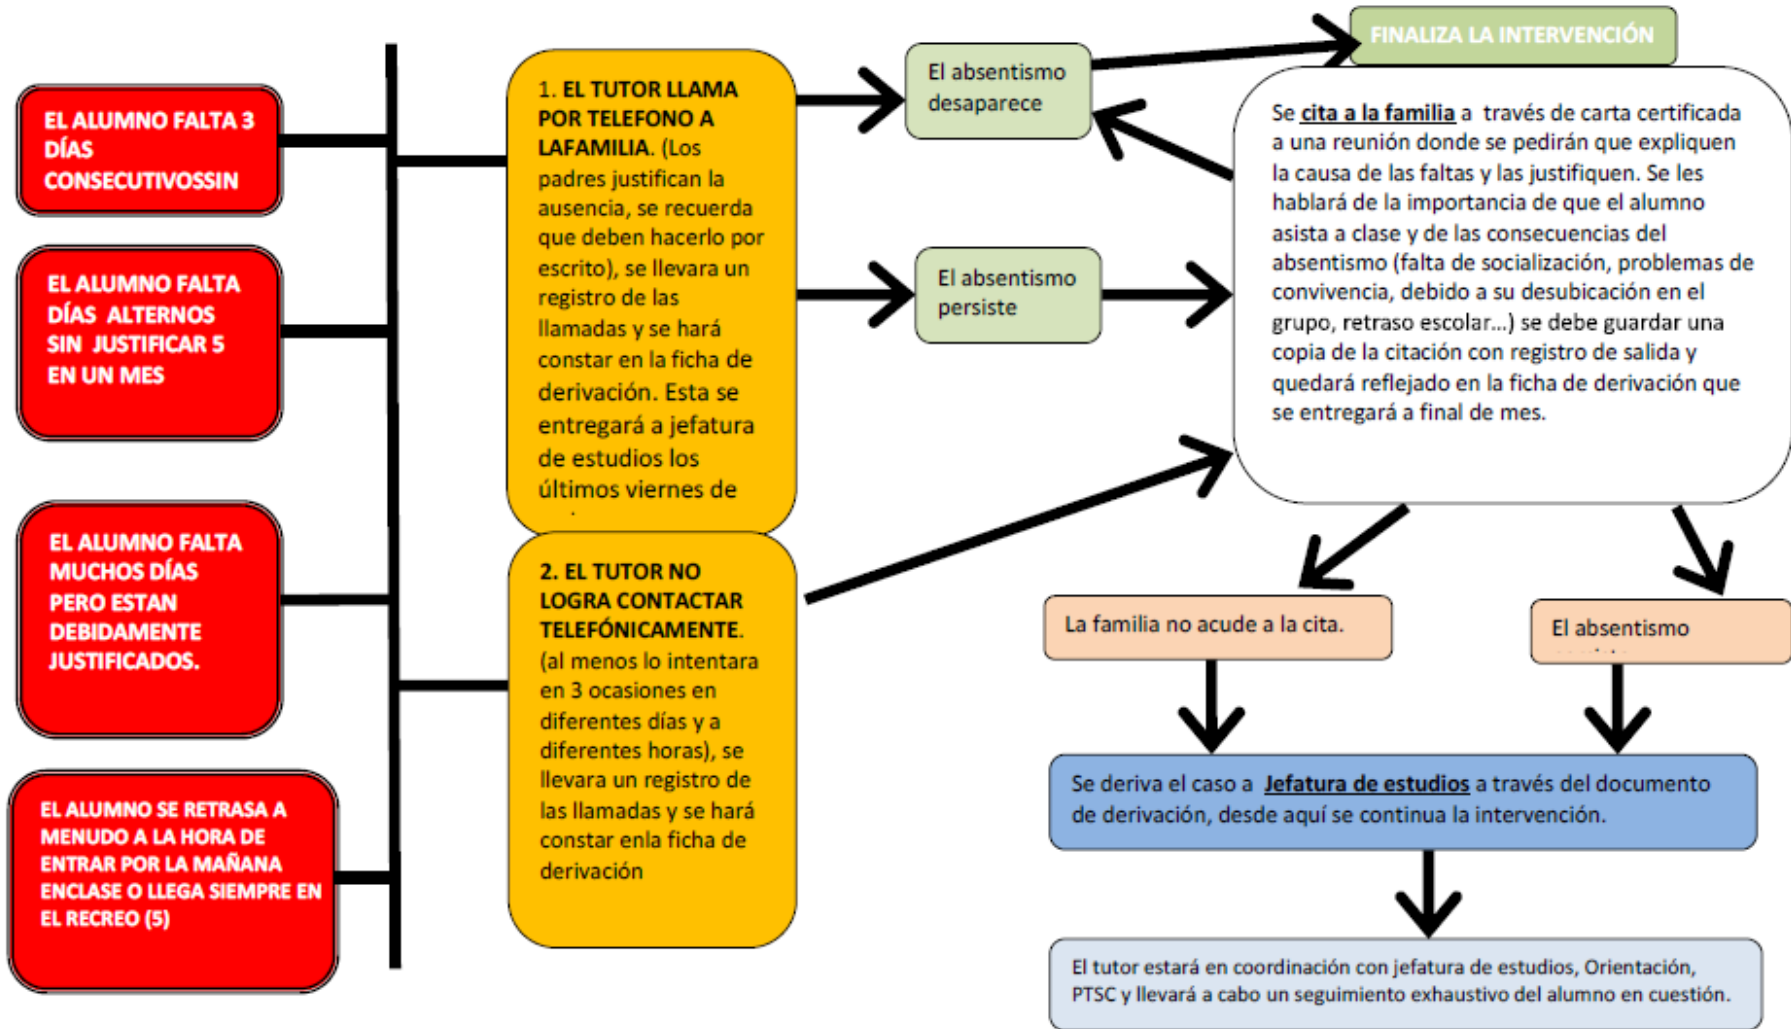 EL ALUMNO FALTA 3
DÍAS
CONSECUTIVOSSIN
EL ALUMNO FALTA
DÍAS ALTERNOS
SIN JUSTIFICAR 5
EN UN MES
EL ALUMNO FALTA
MUCHOS DÍAS
PERO ESTAN
DEBIDAMENTE
JUSTIFICADOS.
EL ALUMNO SE RETRASA A
MENUDO A LA HORA DE
ENTRAR POR LA MAÑANA
ENCLASE O LLEGA SIEMPRE EN
EL RECREO (5)
1. EL TUTOR LLAMA
POR TELEFONO A
LAFAMILIA. (Los
padres justifican la
ausencia, se recuerda
que deben hacerlo por
escrito), se llevara un
registro de las
llamadas y se hará
constar en la ficha de
derivación. Esta se
entregará a jefatura
de estudios los
últimos viernes de
2. EL TUTOR NO
LOGRA CONTACTAR
TELEFÓNICAMENTE.
(al menos lo intentara
en 3 ocasiones en
diferentes días y a
diferentes horas), se
llevara un registro de
las llamadas y se hará
constar enla ficha de
derivación
El absentismo
desaparece
El absentismo
persiste
FINALIZA LA INTERVENCIÓN
Se cita a la familia a través de carta certificada
a una reunión donde se pedirán que expliquen
la causa de las faltas y las justifiquen. Se les
hablará de la importancia de que el alumno
asista a clase y de las consecuencias del
absentismo (falta de socialización, problemas de
convivencia, debido a su desubicación en el
grupo, retraso escolar...) se debe guardar una
copia de la citación con registro de salida y
quedará reflejado en la ficha de derivación que
se entregará a final de mes.
La familia no acude a la cita.
El absentismo
Se deriva el caso a Jefatura de estudios a través del documento
de derivación, desde aquí se continua la intervención.
El tutor estará en coordinación con jefatura de estudios, Orientación,
PTSC y llevará a cabo un seguimiento exhaustivo del alumno en cuestión.